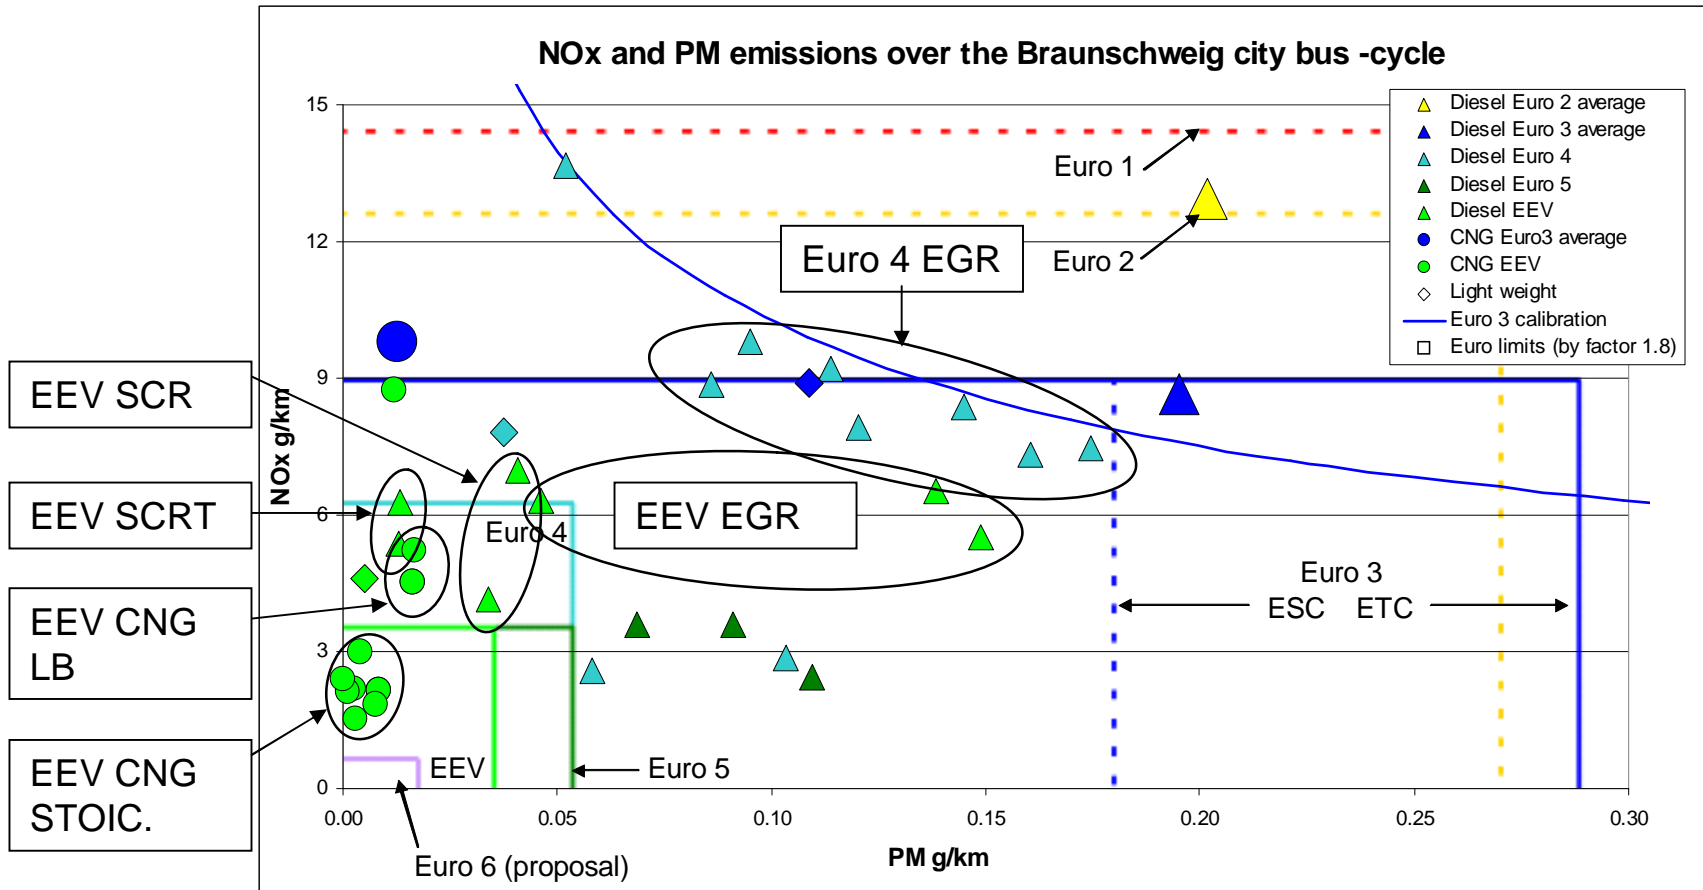 NOx and PM emissions over the Braunschweig city bus -cycle
15
12
9
6
3
0
NOx g/km
0.00
0.05
0.10
0.15
0.20
0.25
0.30
PM g/km
Diesel Euro 2 average
Diesel Euro 3 average
Diesel Euro 4
Diesel Euro 5
Diesel EEV
CNG Euro3 average
CNG EEV
Light weight
Euro 3 calibration
Euro limits (by factor 1.8)
Euro 1
Euro 2
Euro 4 EGR
EEV SCR
EEV SCRT
EEV CNG
LB
EEV CNG
STOIC.
Euro 4
EEV EGR
Euro 3
ESC ETC
EEV
Euro 5
Euro 6 (proposal)